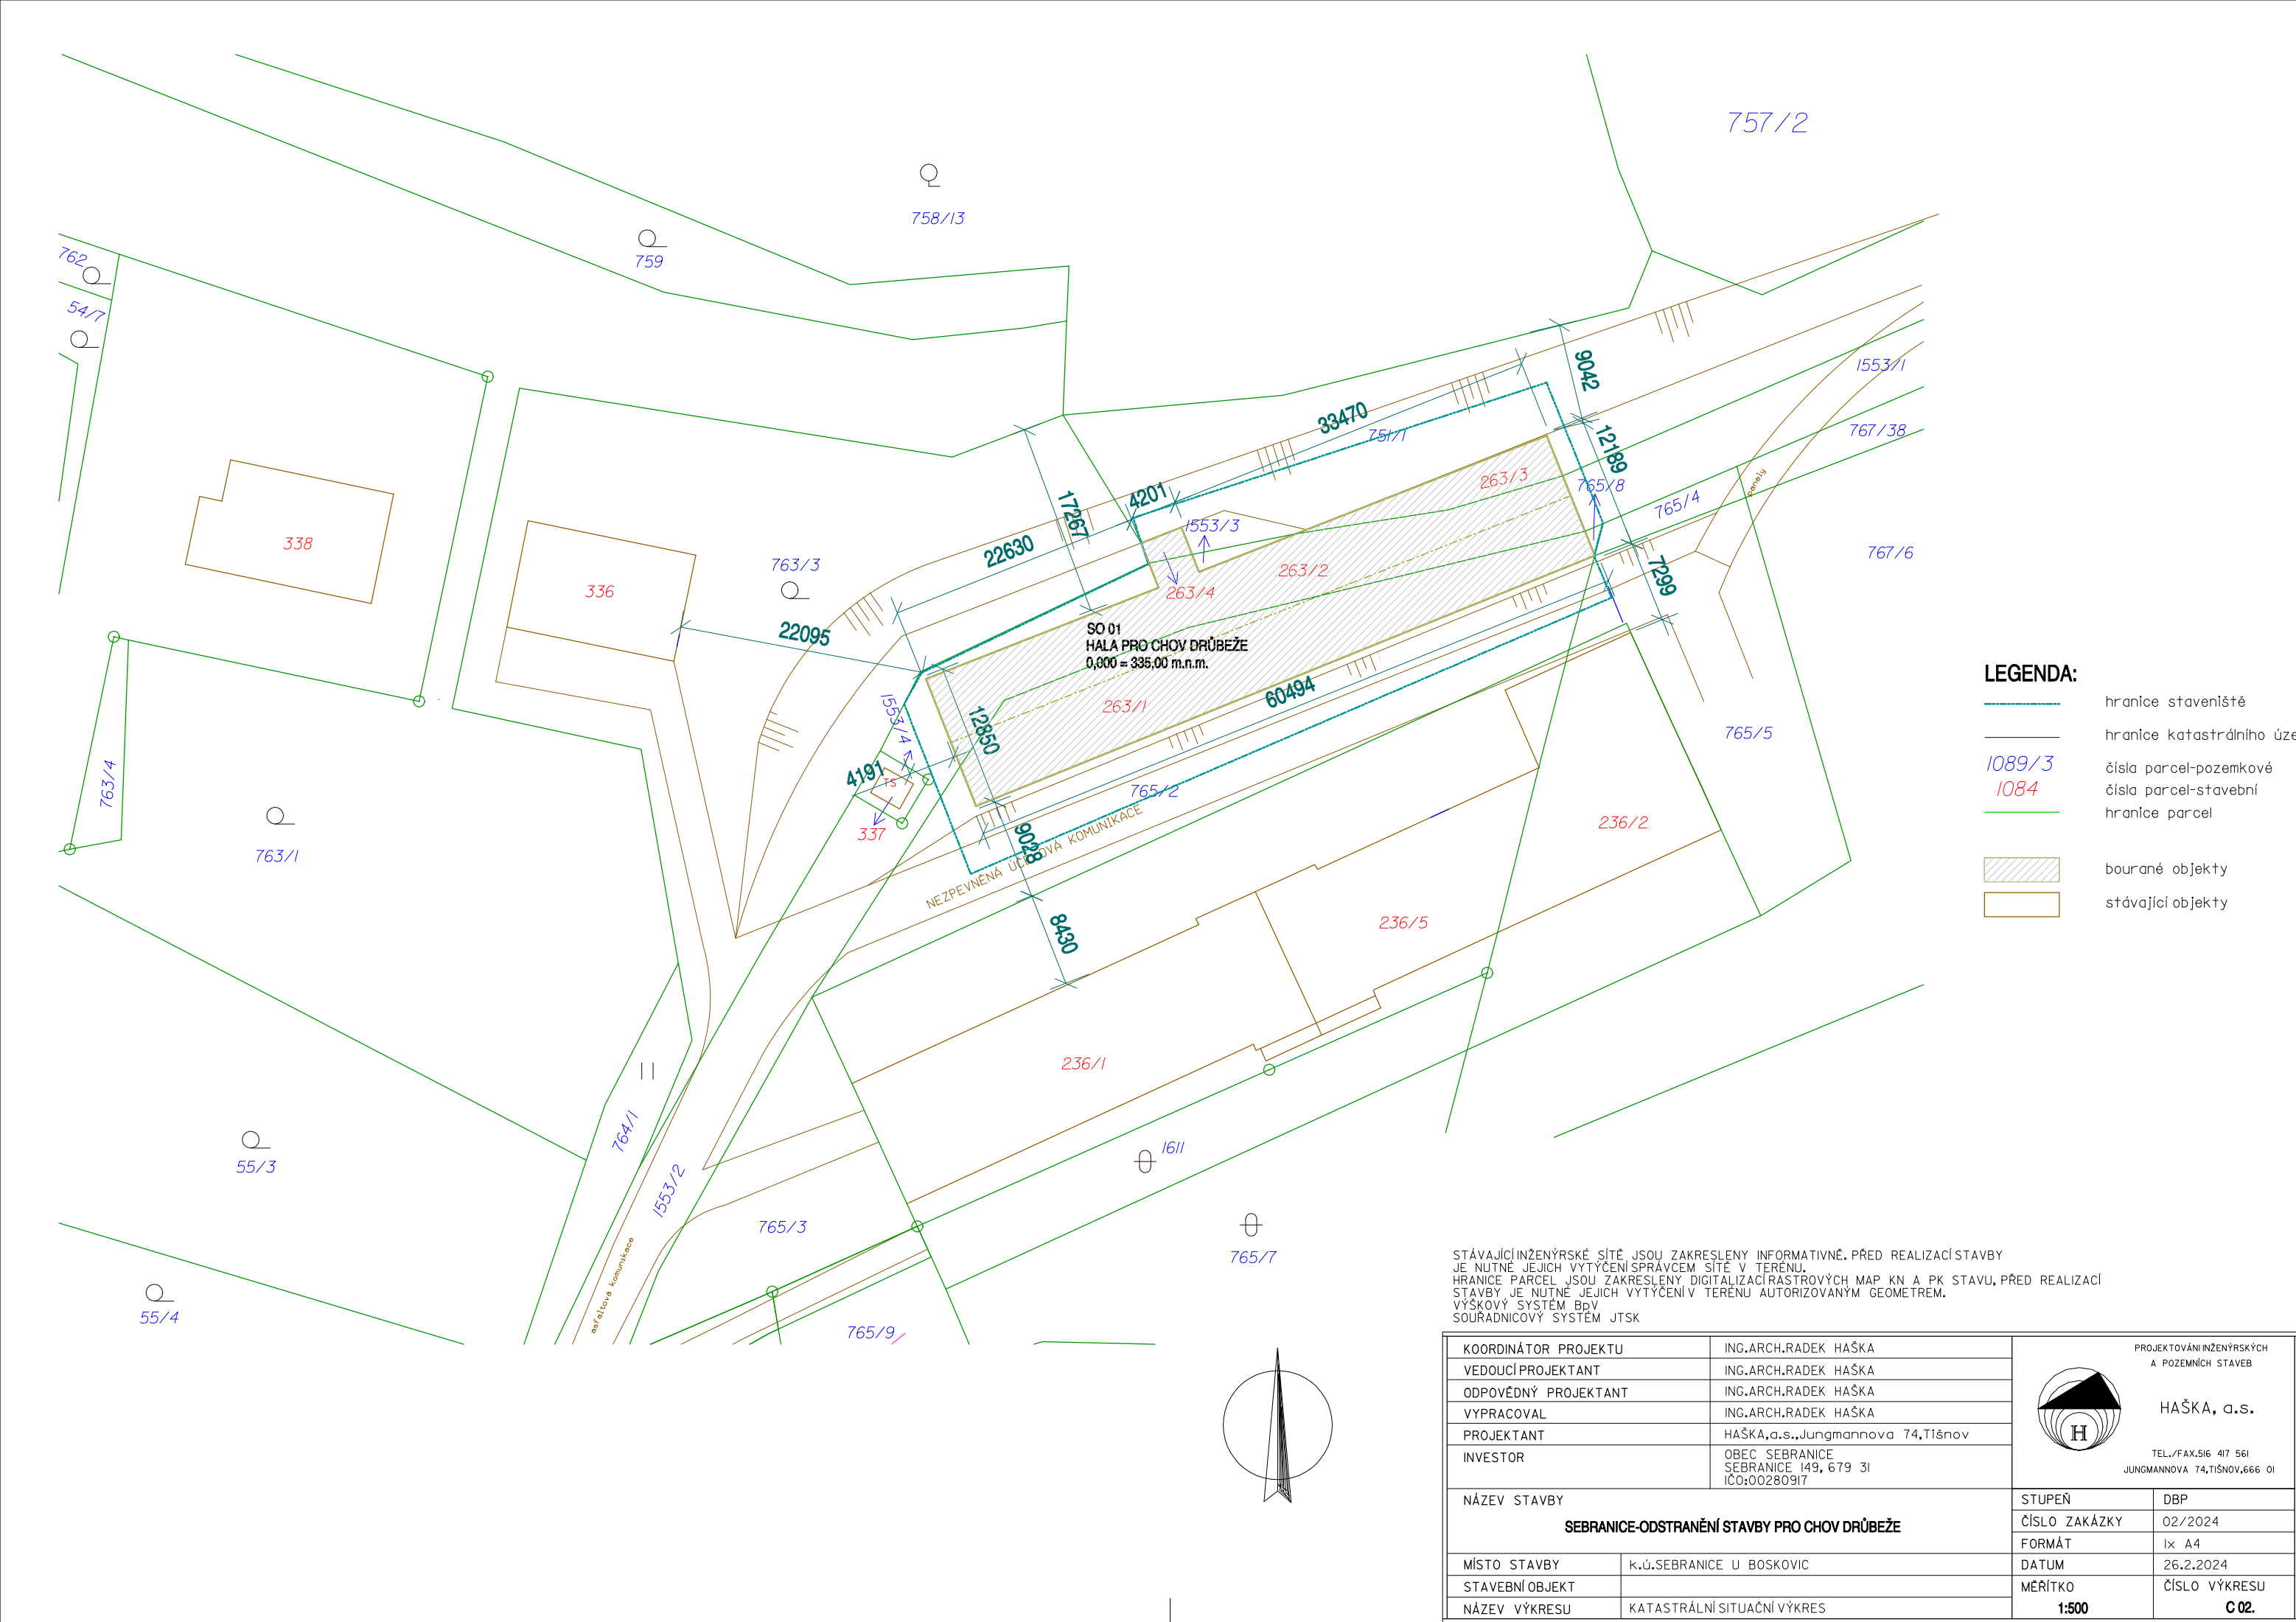 757/2
758/13
759
762
54/7
1553/1
9042
33470
751/1
767/38
12189
263/3
4201
765/8
panely
765/4
17267
1553/3
338
22630
767/6
763/3
263/2
336
263/4
7299
22095
SO 01
HALA PRO CHOV DRŮBEŽE
0,000 = 335,00 m.n.m.
LEGENDA:
hranice staveniště
60494
263/1
1553/4
12850
765/5
hranice katastrálního úze
1089/3
čísla parcel-pozemkové
4191
TS
763/4
765/2
1084
čísla parcel-stavební
hranice parcel
337
NEZPEVNĚNÁ ÚČELOVÁ KOMUNIKACE
9028
236/2
763/1
bourané objekty
stávající objekty
8430
236/5
236/1
764/1
1611
55/3
1553/2
765/3
765/7
asfaltová komunikace
55/4
765/9
STÁVAJÍCÍ INŽENÝRSKÉ SÍTĚ JSOU ZAKRESLENY INFORMATIVNĚ. PŘED REALIZACÍ STAVBY
JE NUTNÉ JEJICH VYTÝČENÍ SPRÁVCEM SÍTĚ V TERÉNU.
HRANICE PARCEL JSOU ZAKRESLENY DIGITALIZACÍ RASTROVÝCH MAP KN A PK STAVU, PŘED REALIZACÍ
STAVBY JE NUTNÉ JEJICH VYTÝČENÍ V TERÉNU AUTORIZOVANÝM GEOMETREM.
VÝŠKOVÝ SYSTÉM BpV
SOUŘADNICOVÝ SYSTÉM JTSK
KOORDINÁTOR PROJEKTU ING.ARCH.RADEK HAŠKA
VEDOUCÍ PROJEKTANT ING.ARCH.RADEK HAŠKA
ODPOVĚDNÝ PROJEKTANT ING.ARCH.RADEK HAŠKA
VYPRACOVAL ING.ARCH.RADEK HAŠKA
PROJEKTANT HAŠKA,a.s.,Jungmannova 74,Tišnov
INVESTOR OBEC SEBRANICE
SEBRANICE 149, 679 31
IČO:00280917
PROJEKTOVÁNI INŽENÝRSKÝCH
A POZEMNÍCH STAVEB
HAŠKA, a.s.
H
TEL./FAX.516 417 561
JUNGMANNOVA 74,TIŠNOV,666 01
NÁZEV STAVBY
SEBRANICE-ODSTRANĚNÍ STAVBY PRO CHOV DRŮBEŽE
STUPEŇ DBP
ČÍSLO ZAKÁZKY 02/2024
FORMÁT 1x A4
MÍSTO STAVBY k.ú.SEBRANICE U BOSKOVIC
DATUM 26.2.2024
STAVEBNÍ OBJEKT
MĚŘÍTKO ČÍSLO VÝKRESU
NÁZEV VÝKRESU KATASTRÁLNÍ SITUAČNÍ VÝKRES
1:500 C 02.